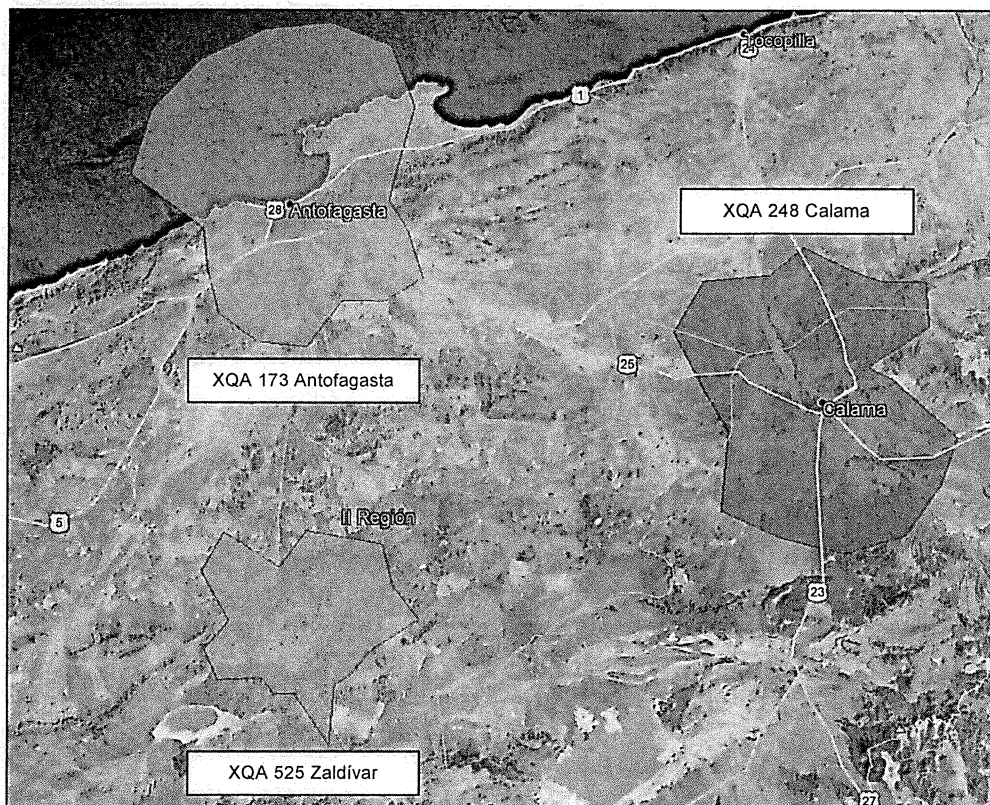 Tocopilla
24
1
XQA 248 Calama
28
Antofagasta
25
XQA 173 Antofagasta
Calama
II Región
5
23
XQA 525 Zaldívar
27